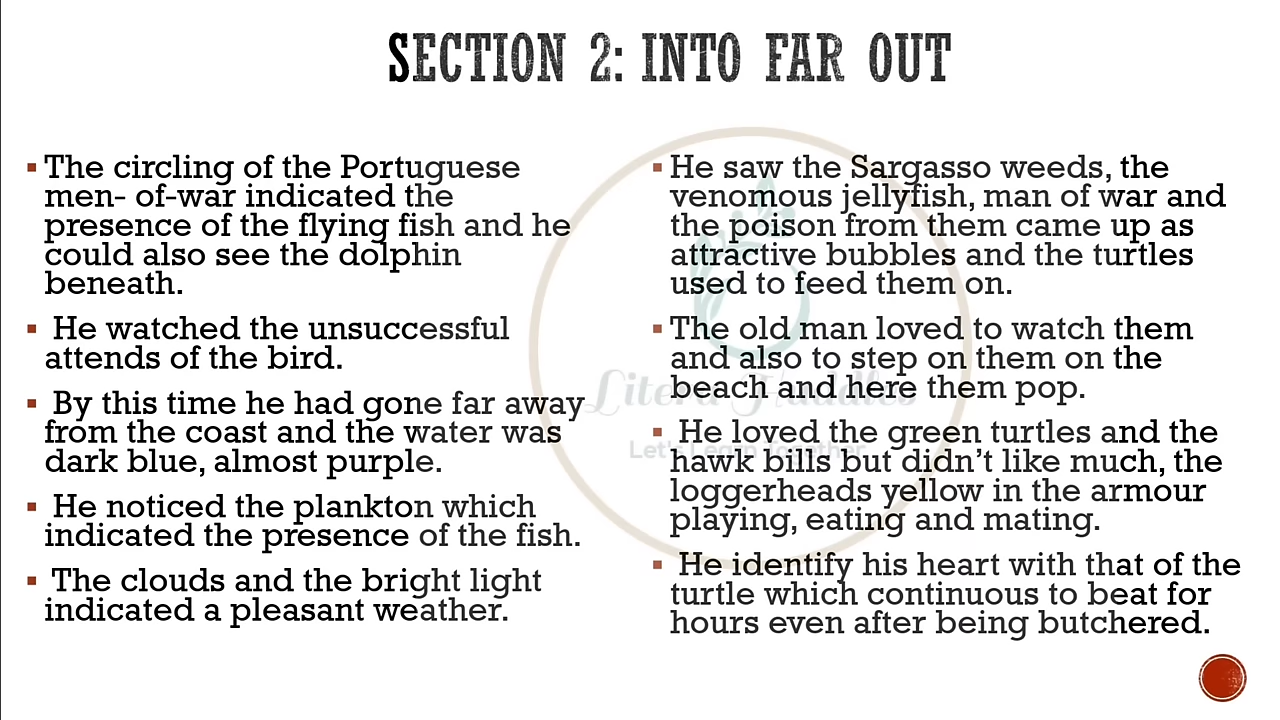 SECTION 2: INTO FAR OUT
▪ The circling of the Portuguese
men- of-war indicated the
presence of the flying fish and he
could also see the dolphin
beneath.
▪ He watched the unsuccessful
attends of the bird.
▪ By this time he had gone far away
from the coast and the water was
dark blue, almost purple.
▪ He noticed the plankton which
indicated the presence of the fish.
▪ The clouds and the bright light
indicated a pleasant weather.
▪ He saw the Sargasso weeds, the
venomous jellyfish, man of war and
the poison from them came up as
attractive bubbles and the turtles
used to feed them on.
▪ The old man loved to watch them
and also to step on them on the
beach and here them pop.
▪ He loved the green turtles and the
hawk bills but didn't like much, the
loggerheads yellow in the armour
playing, eating and mating.
▪ He identify his heart with that of the
turtle which continuous to beat for
hours even after being butchered.
Let's Learn Together